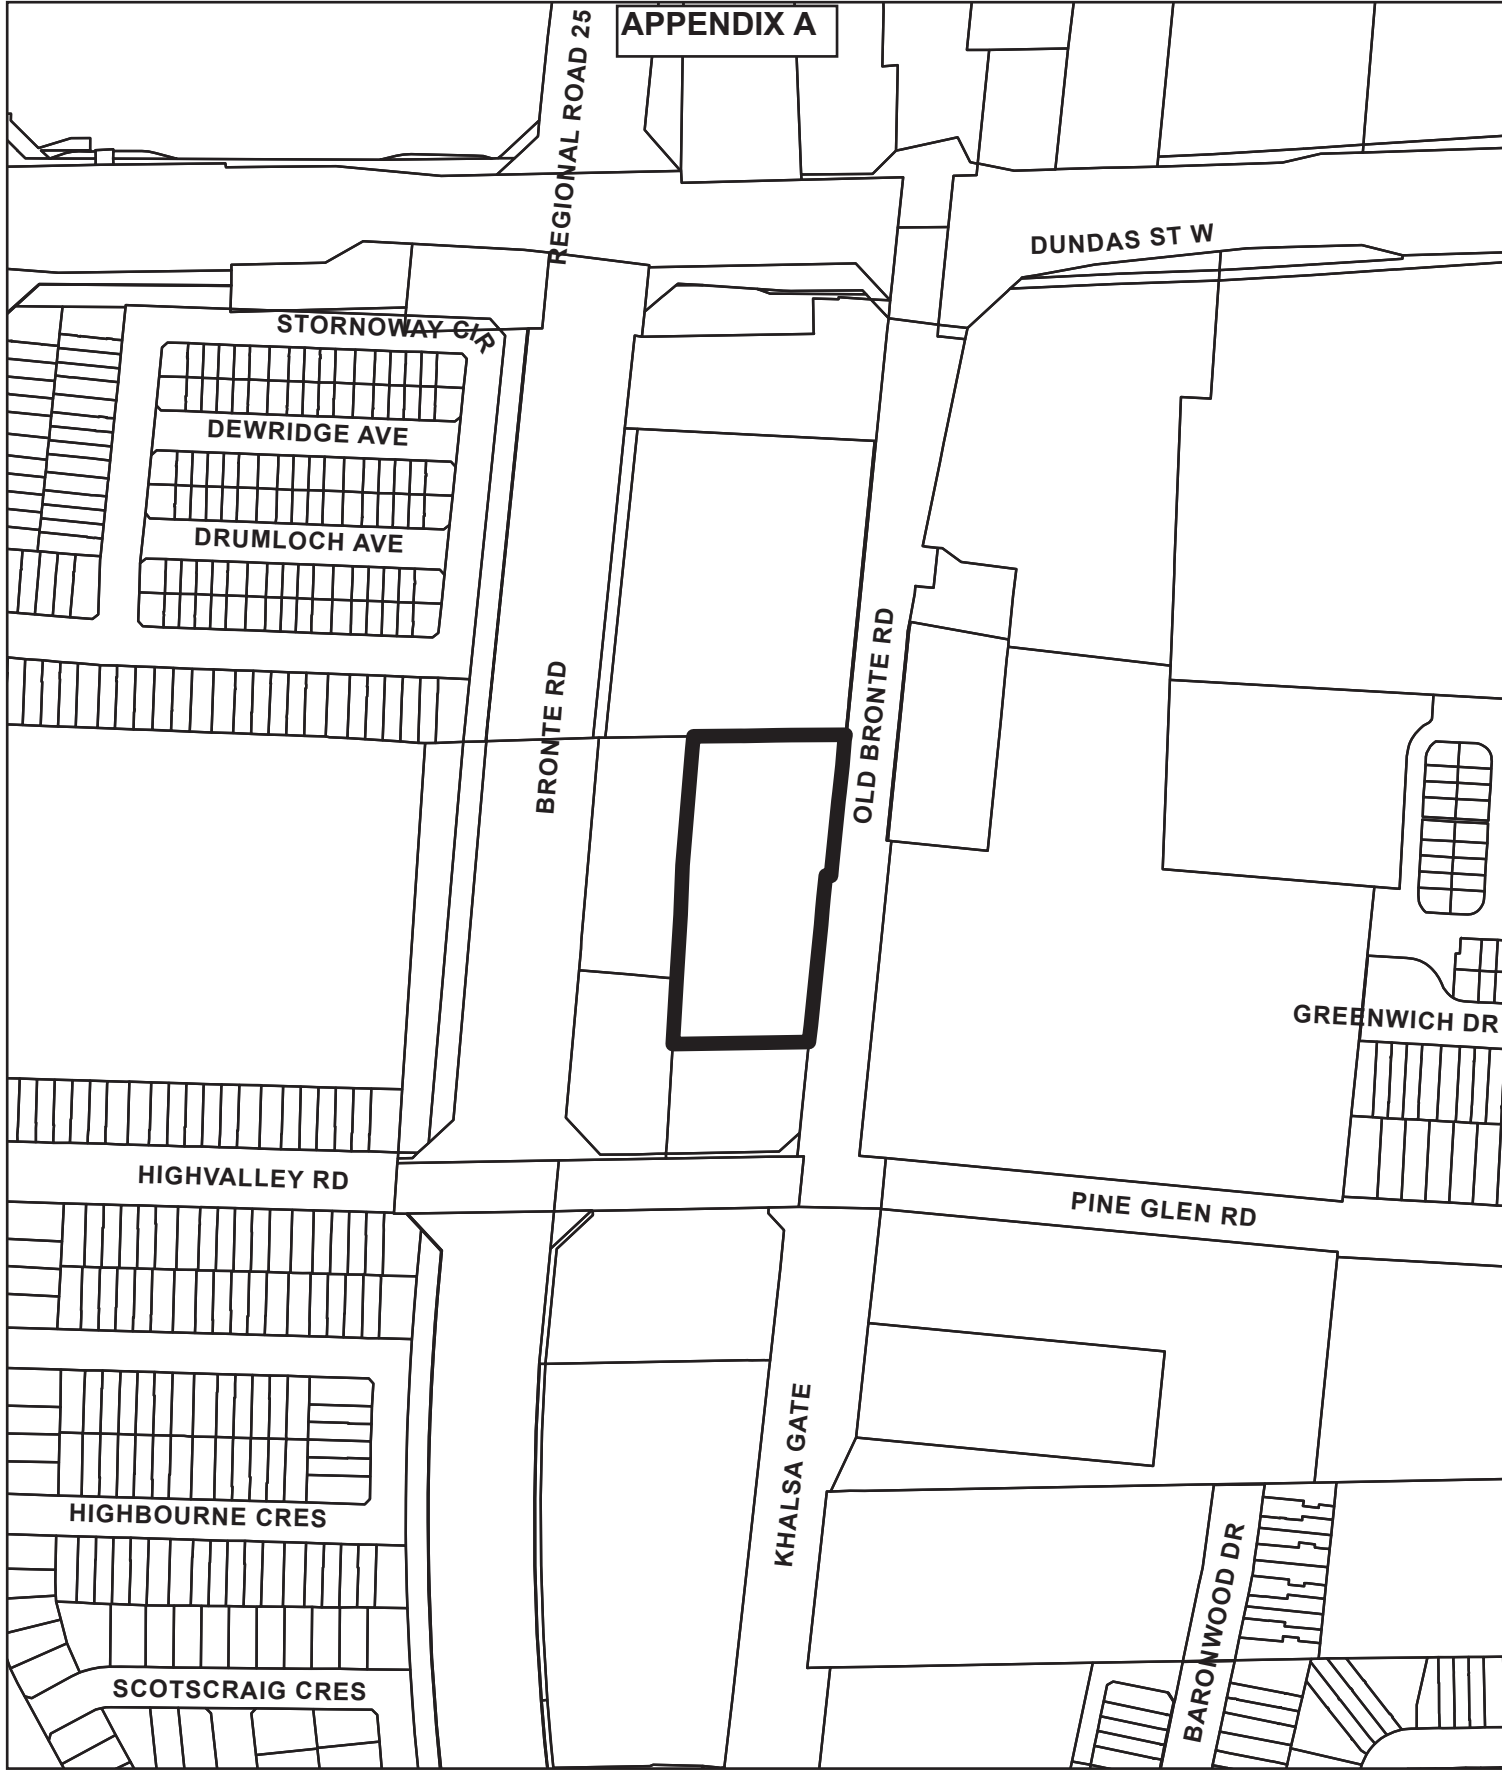 APPENDIX A
REGIONAL ROAD 25
DUNDAS ST W
STORNOWAY CIR
DEWRIDGE AVE
DRUMLOCH AVE
BRONTE RD
OLD BRONTE RD
GREENWICH DR
HIGHVALLEY RD
PINE GLEN RD
KHALSA GATE
HIGHBOURNE CRES
BARONWOOD DR
SCOTSCRAIG CRES